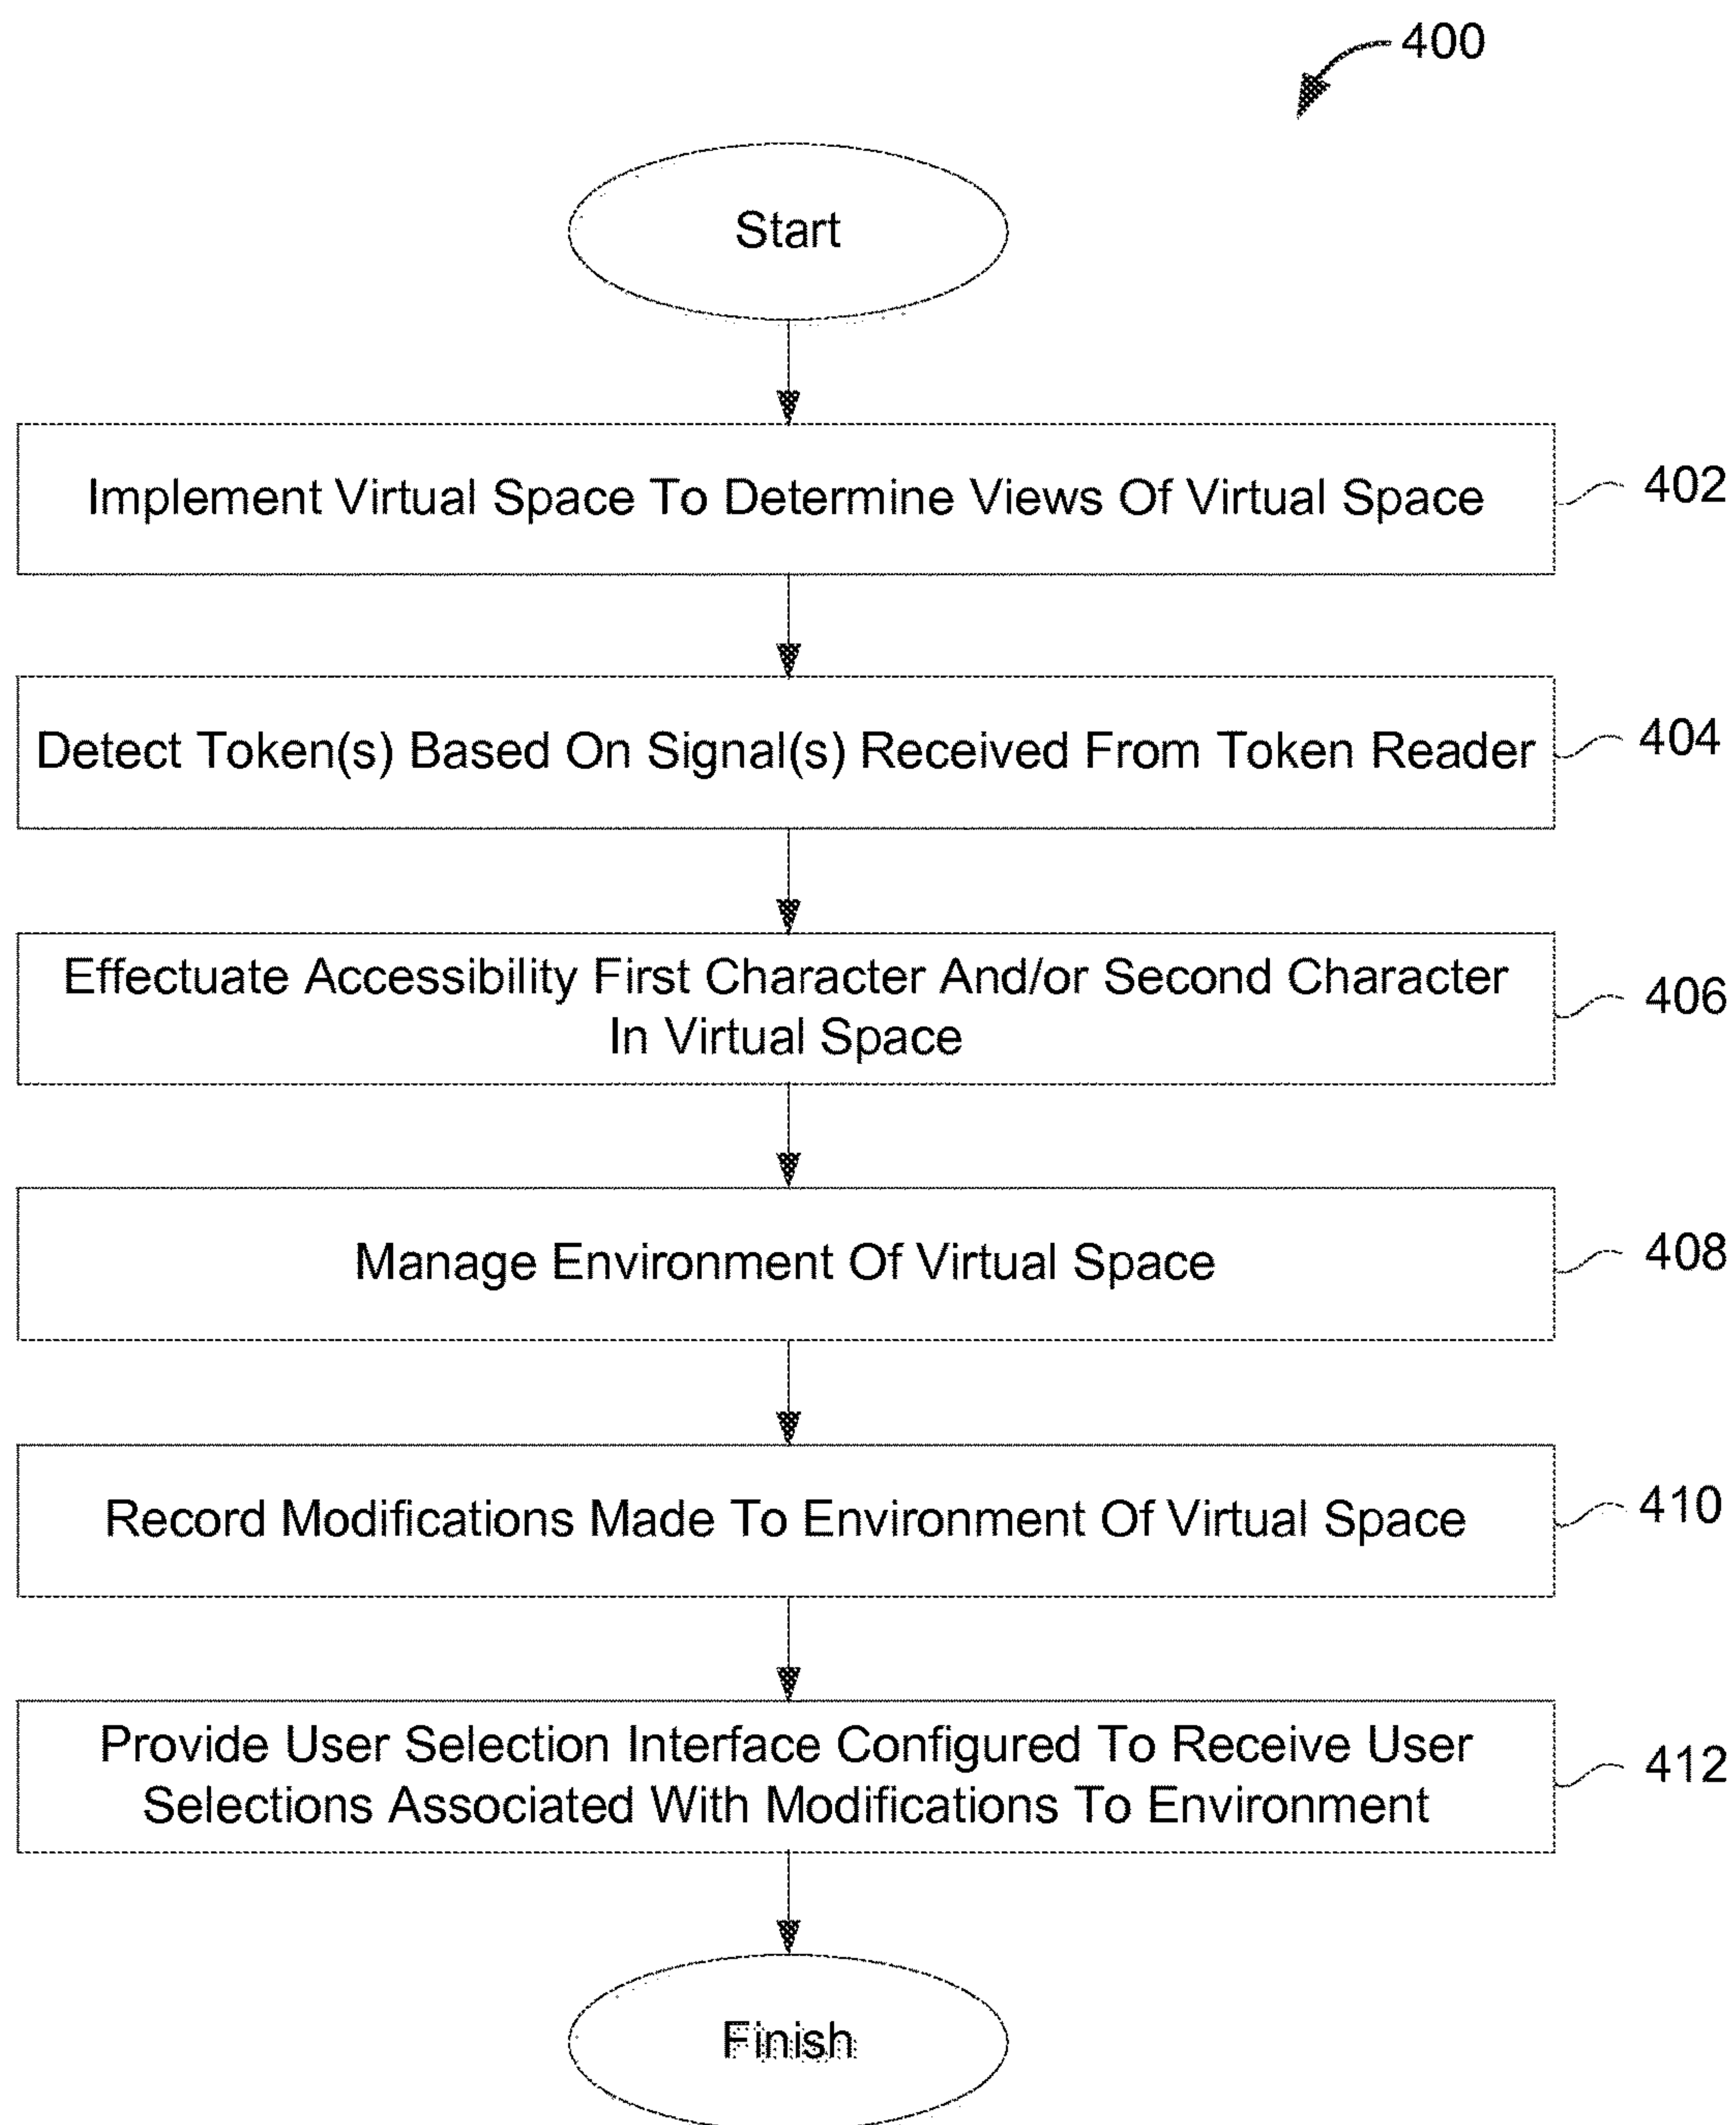 400
Start
Implement Virtual Space To Determine Views Of Virtual Space
402
Detect Token(s) Based On Signal(s) Received From Token Reader
404
Effectuate Accessibility First Character And/or Second Character
In Virtual Space
406
Manage Environment Of Virtual Space
408
Record Modifications Made To Environment Of Virtual Space
410
Provide User Selection Interface Configured To Receive User
Selections Associated With Modifications To Environment
412
Finish